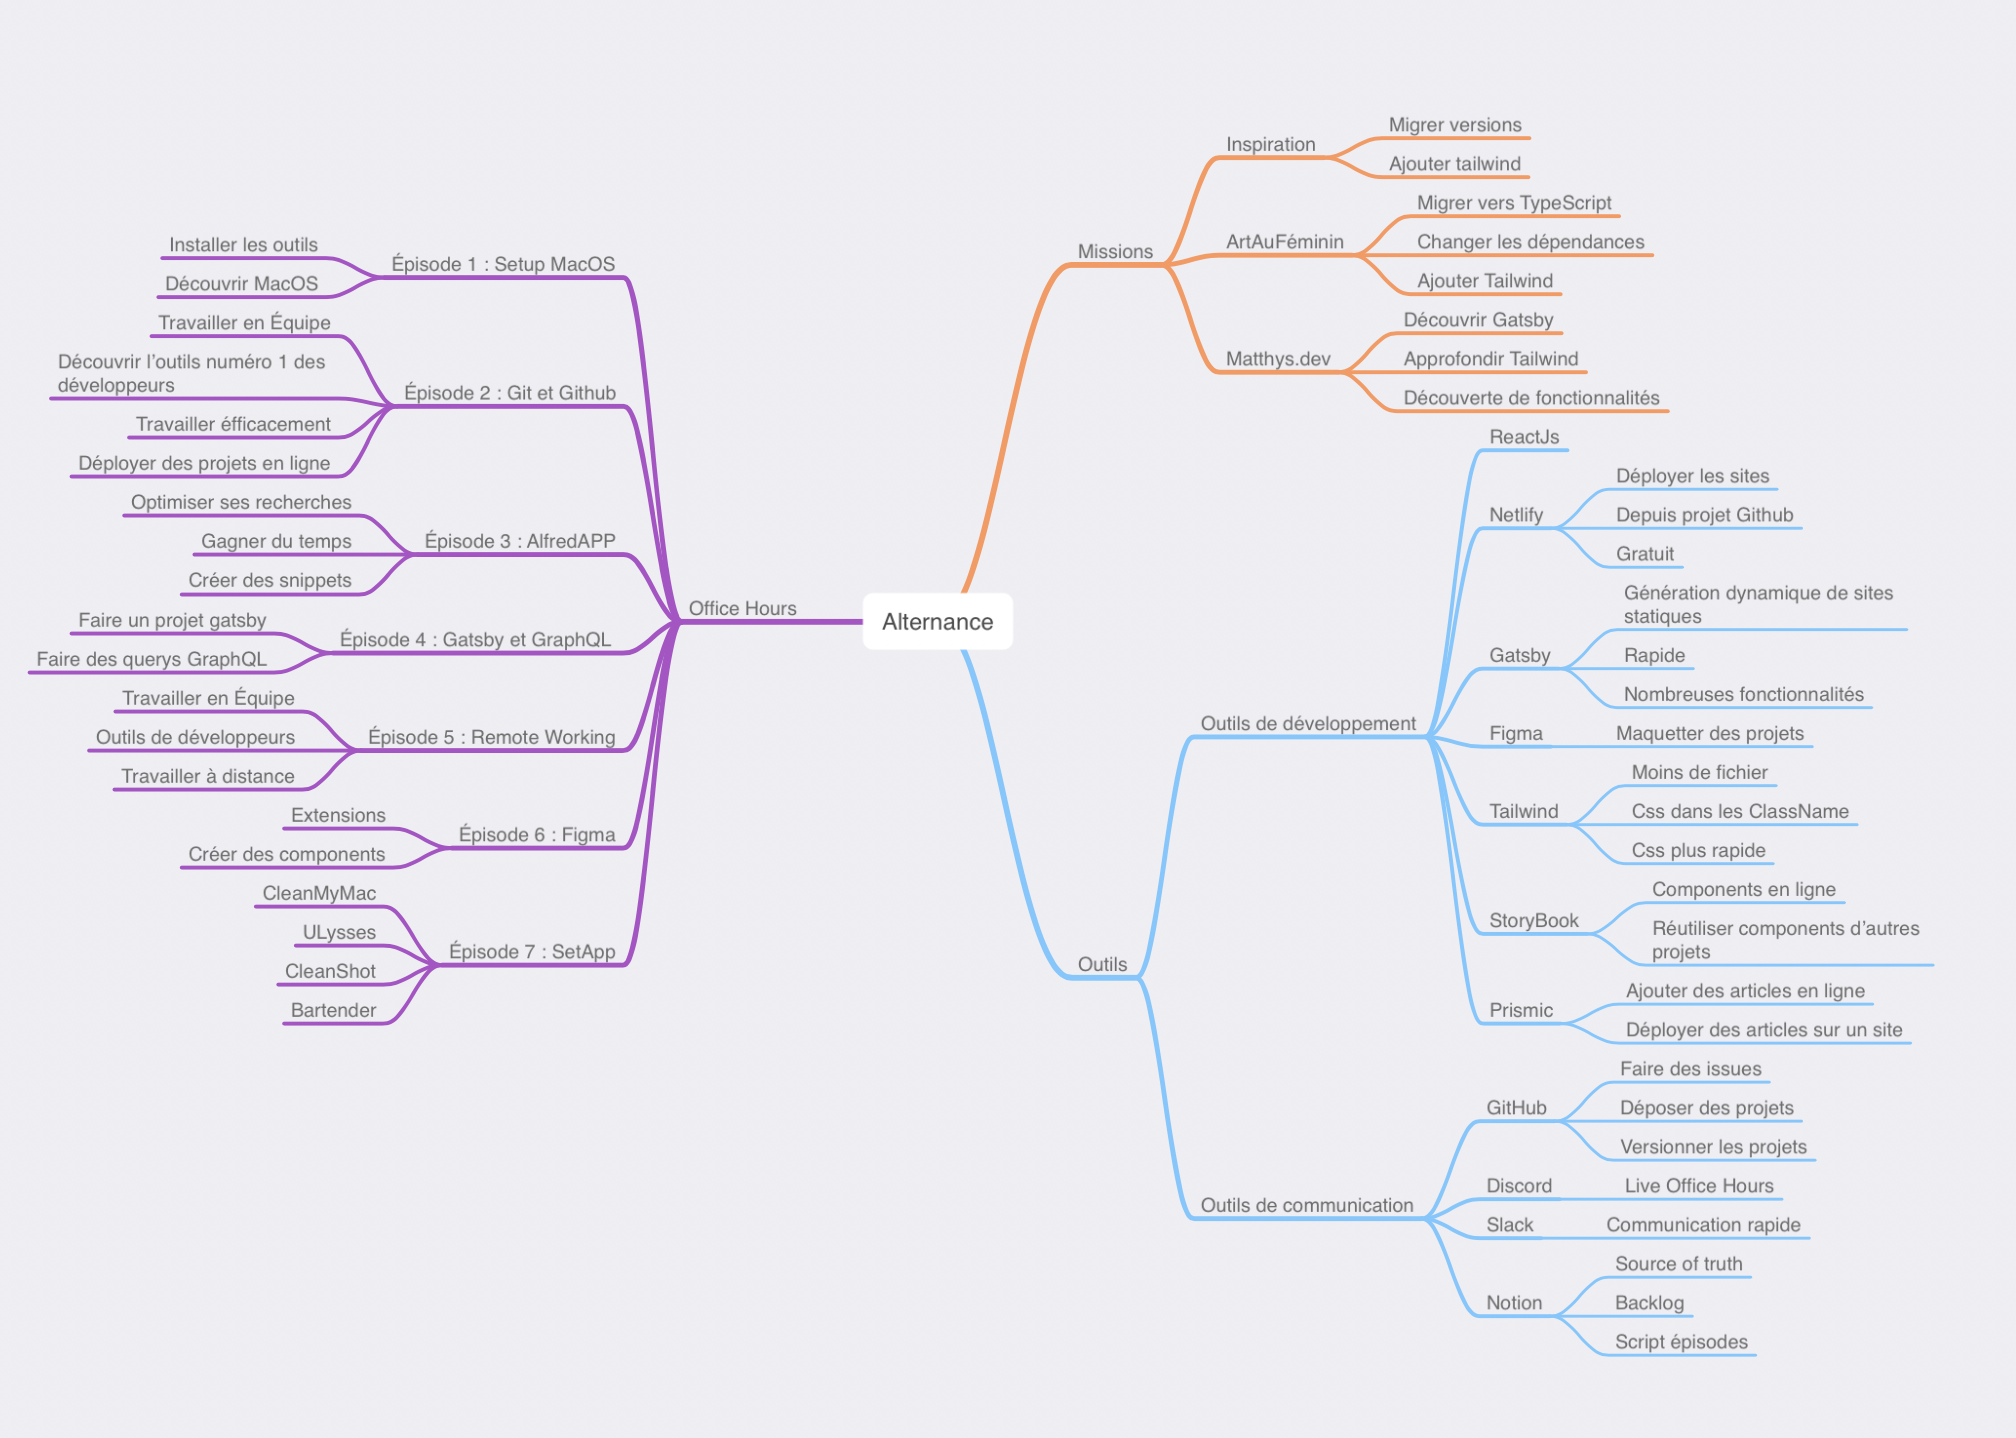 Alternance
Missions
Inspiration
Migrer versions
Ajouter tailwind
ArtAuFéminin
Migrer vers TypeScript
Changer les dépendances
Ajouter Tailwind
Matthys.dev
Découvrir Gatsby
Approfondir Tailwind
Découverte de fonctionnalités
Outils
Outils de développement
ReactJs
Netlify
Déployer les sites
Depuis projet Github
Gratuit
Gatsby
Génération dynamique de sites
statiques
Rapide
Nombreuses fonctionnalités
Figma
Maquetter des projets
Tailwind
Moins de fichier
Css dans les ClassName
Css plus rapide
StoryBook
Components en ligne
Réutiliser components d’autres
projets
Prismic
Ajouter des articles en ligne
Déployer des articles sur un site
Outils de communication
GitHub
Faire des issues
Déposer des projets
Versionner les projets
Discord
Live Office Hours
Slack
Communication rapide
Notion
Source of truth
Backlog
Script épisodes
Office Hours
Épisode 1 : Setup MacOS
Installer les outils
Découvrir MacOS
Épisode 2 : Git et Github
Travailler en Équipe
Découvrir l’outils numéro 1 des
développeurs
Travailler éfficacement
Déployer des projets en ligne
Épisode 3 : AlfredAPP
Optimiser ses recherches
Gagner du temps
Créer des snippets
Épisode 4 : Gatsby et GraphQL
Faire un projet gatsby
Faire des querys GraphQL
Épisode 5 : Remote Working
Travailler en Équipe
Outils de développeurs
Travailler à distance
Épisode 6 : Figma
Extensions
Créer des components
Épisode 7 : SetApp
CleanMyMac
ULysses
CleanShot
Bartender